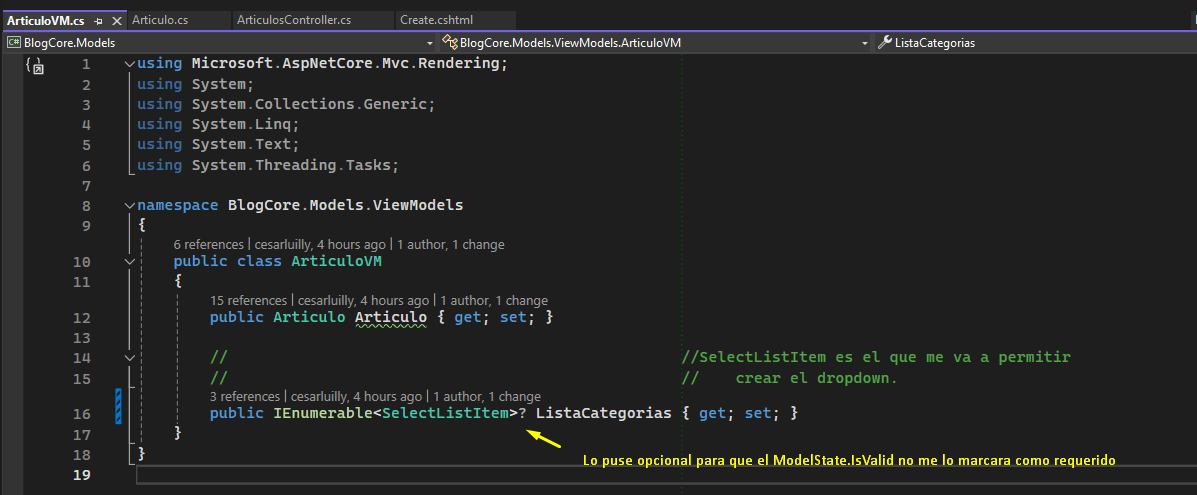 ArticuloVM.cs Articulo.cs ArticulosController.cs Create.cshtml
BlogCore.Models BlogCore.Models.ViewModels.ArticuloVM ListaCategorias
1 using Microsoft.AspNetCore.Mvc.Rendering;
2 using System;
3 using System.Collections.Generic;
4 using System.Linq;
5 using System.Text;
6 using System.Threading.Tasks;
7
8 namespace BlogCore.Models.ViewModels
9 {
6 references | cesarluilly, 4 hours ago | 1 author, 1 change
10 public class ArticuloVM
11 {
15 references | cesarluilly, 4 hours ago | 1 author, 1 change
12 public Articulo Articulo { get; set; }
13
14 // //SelectListItem es el que me va a permitir
15 // // crear el dropdown.
3 references | cesarluilly, 4 hours ago | 1 author, 1 change
16 public IEnumerable<SelectListItem>? ListaCategorias { get; set; }
17 }
18 }
Lo puse opcional para que el ModelState.IsValid no me lo marcara como requerido
19